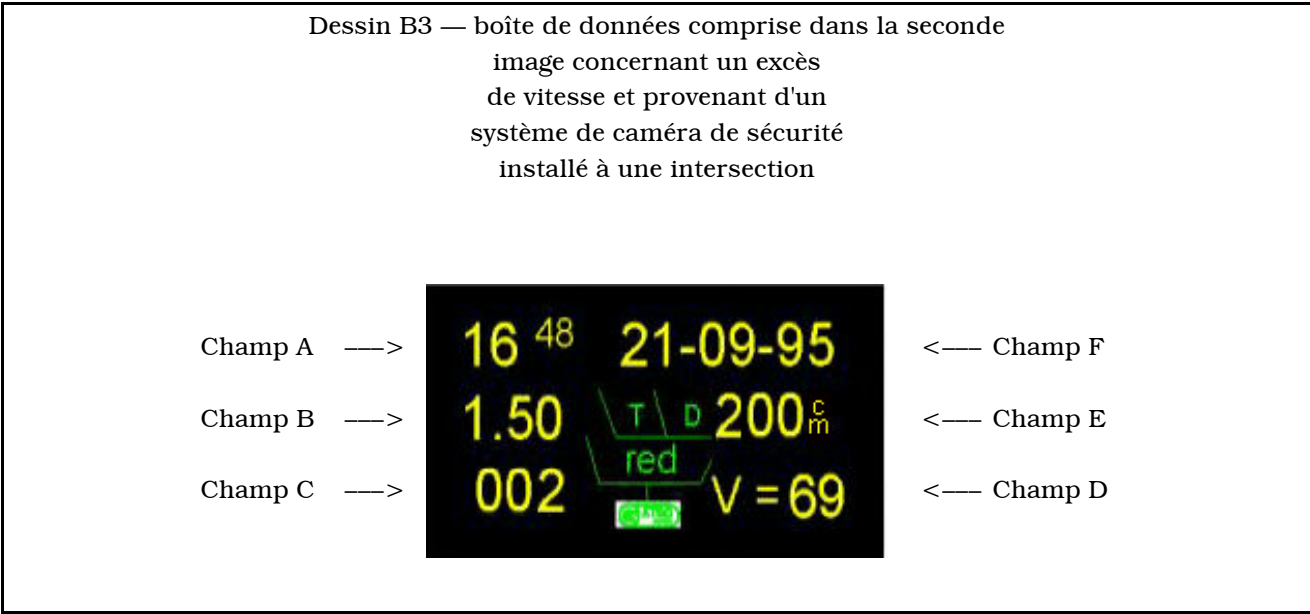 Dessin B3 — boîte de données comprise dans la seconde
image concernant un excès
de vitesse et provenant d'un
système de caméra de sécurité
installé à une intersection
Champ A –––> 16 48 21-09-95 <––– Champ F
Champ B –––> 1.50 T D 200 cm <––– Champ E
red
Champ C –––> 002 V = 69 <––– Champ D